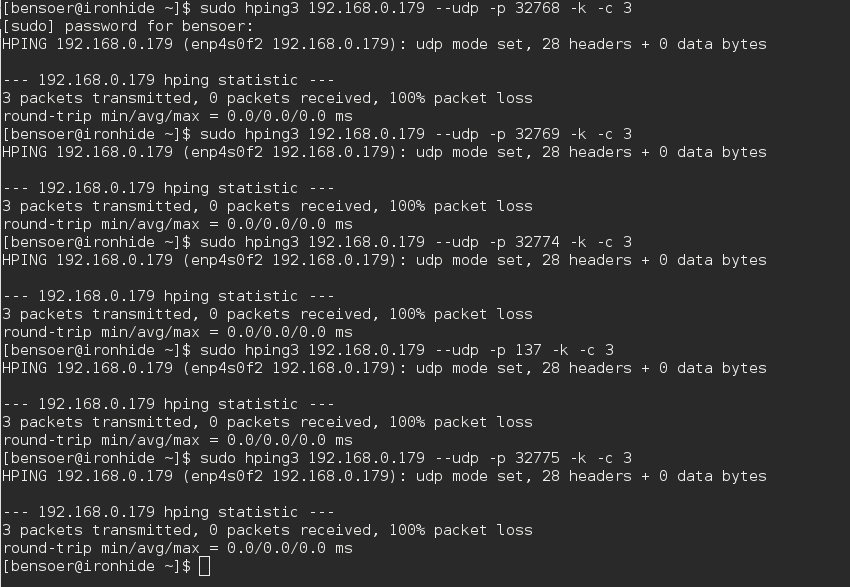 [bensoer@ironhide ~]$ sudo hping3 192.168.0.179 --udp -p 32768 -k -c 3
[sudo] password for bensoer:
HPING 192.168.0.179 (enp4s0f2 192.168.0.179): udp mode set, 28 headers + 0 data bytes
--- 192.168.0.179 hping statistic ---
3 packets transmitted, 0 packets received, 100% packet loss
round-trip min/avg/max = 0.0/0.0/0.0 ms
[bensoer@ironhide ~]$ sudo hping3 192.168.0.179 --udp -p 32769 -k -c 3
HPING 192.168.0.179 (enp4s0f2 192.168.0.179): udp mode set, 28 headers + 0 data bytes
--- 192.168.0.179 hping statistic ---
3 packets transmitted, 0 packets received, 100% packet loss
round-trip min/avg/max = 0.0/0.0/0.0 ms
[bensoer@ironhide ~]$ sudo hping3 192.168.0.179 --udp -p 32774 -k -c 3
HPING 192.168.0.179 (enp4s0f2 192.168.0.179): udp mode set, 28 headers + 0 data bytes
--- 192.168.0.179 hping statistic ---
3 packets transmitted, 0 packets received, 100% packet loss
round-trip min/avg/max = 0.0/0.0/0.0 ms
[bensoer@ironhide ~]$ sudo hping3 192.168.0.179 --udp -p 137 -k -c 3
HPING 192.168.0.179 (enp4s0f2 192.168.0.179): udp mode set, 28 headers + 0 data bytes
--- 192.168.0.179 hping statistic ---
3 packets transmitted, 0 packets received, 100% packet loss
round-trip min/avg/max = 0.0/0.0/0.0 ms
[bensoer@ironhide ~]$ sudo hping3 192.168.0.179 --udp -p 32775 -k -c 3
HPING 192.168.0.179 (enp4s0f2 192.168.0.179): udp mode set, 28 headers + 0 data bytes
--- 192.168.0.179 hping statistic ---
3 packets transmitted, 0 packets received, 100% packet loss
round-trip min/avg/max = 0.0/0.0/0.0 ms
[bensoer@ironhide ~]$